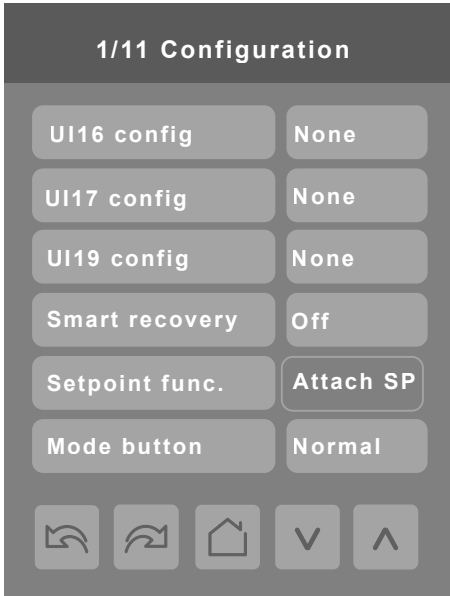 1/11 Configuration
UI16 config None
UI17 config None
UI19 config None
Smart recovery Off
Setpoint func. Attach SP
Mode button Normal